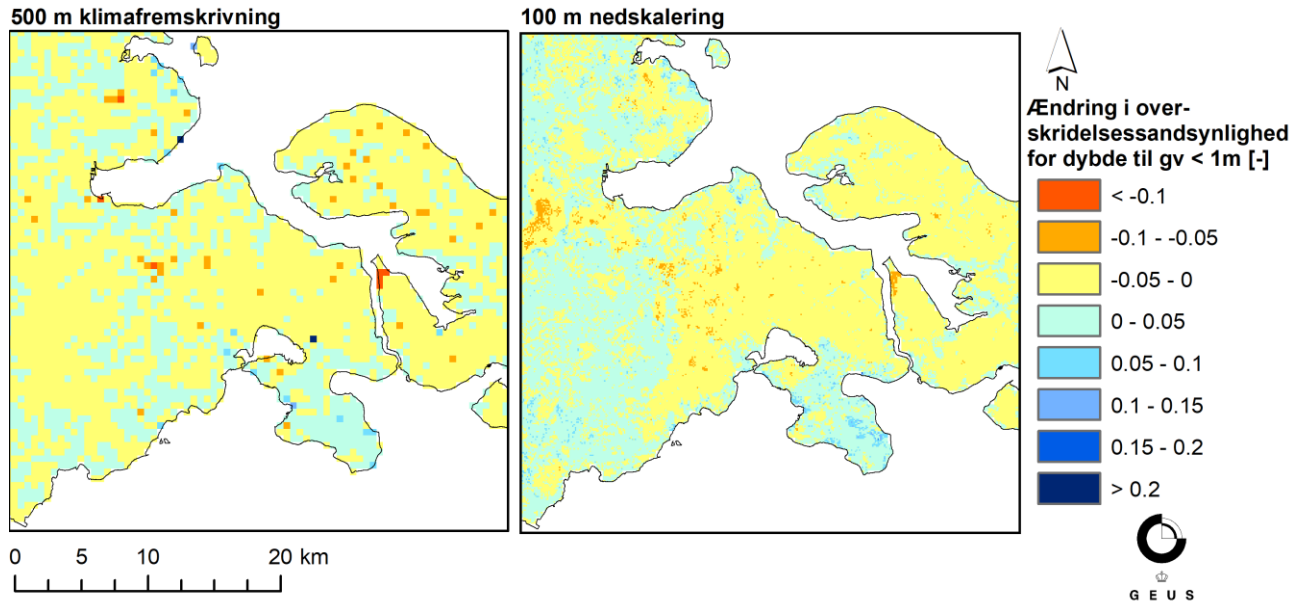 500 m klimafremskrivning
100 m nedskalering
N
Ændring i over-
skridelsessandsynlighed
for dybde til gv < 1m [-]
< -0.1
-0.1 - -0.05
-0.05 - 0
0 - 0.05
0.05 - 0.1
0.1 - 0.15
0.15 - 0.2
> 0.2
0 5 10 20 km
G E U S